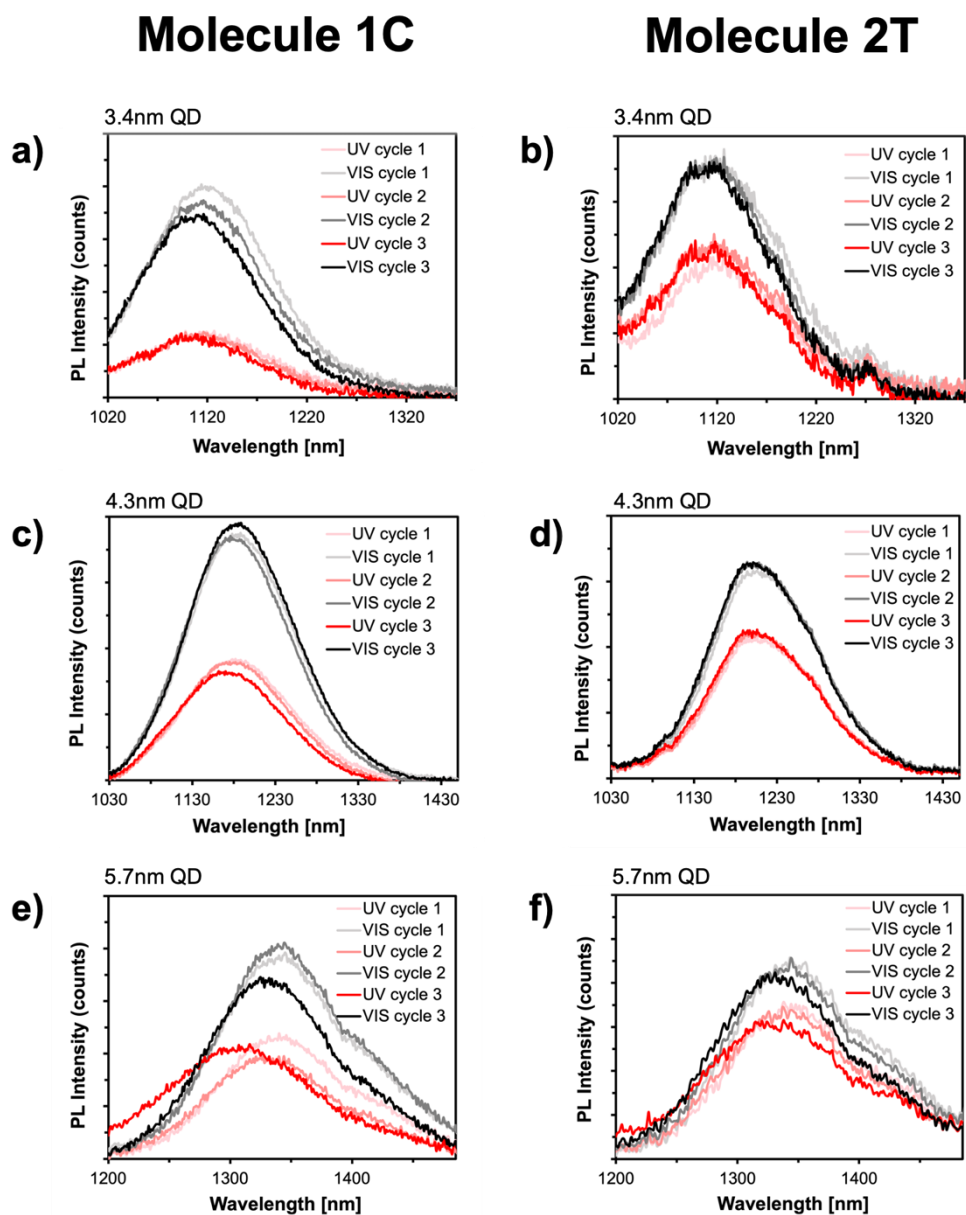 Molecule 1C
Molecule 2T
a)
3.4nm QD
PL Intensity (counts)
UV cycle 1
VIS cycle 1
UV cycle 2
VIS cycle 2
UV cycle 3
VIS cycle 3
1020 1120 1220 1320
Wavelength [nm]
b)
3.4nm QD
PL Intensity (counts)
UV cycle 1
VIS cycle 1
UV cycle 2
VIS cycle 2
UV cycle 3
VIS cycle 3
1020 1120 1220 1320
Wavelength [nm]
c)
4.3nm QD
PL Intensity (counts)
UV cycle 1
VIS cycle 1
UV cycle 2
VIS cycle 2
UV cycle 3
VIS cycle 3
1030 1130 1230 1330 1430
Wavelength [nm]
d)
4.3nm QD
PL Intensity (counts)
UV cycle 1
VIS cycle 1
UV cycle 2
VIS cycle 2
UV cycle 3
VIS cycle 3
1030 1130 1230 1330 1430
Wavelength [nm]
e)
5.7nm QD
PL Intensity (counts)
UV cycle 1
VIS cycle 1
UV cycle 2
VIS cycle 2
UV cycle 3
VIS cycle 3
1200 1300 1400
Wavelength [nm]
f)
5.7nm QD
PL Intensity (counts)
UV cycle 1
VIS cycle 1
UV cycle 2
VIS cycle 2
UV cycle 3
VIS cycle 3
1200 1300 1400
Wavelength [nm]